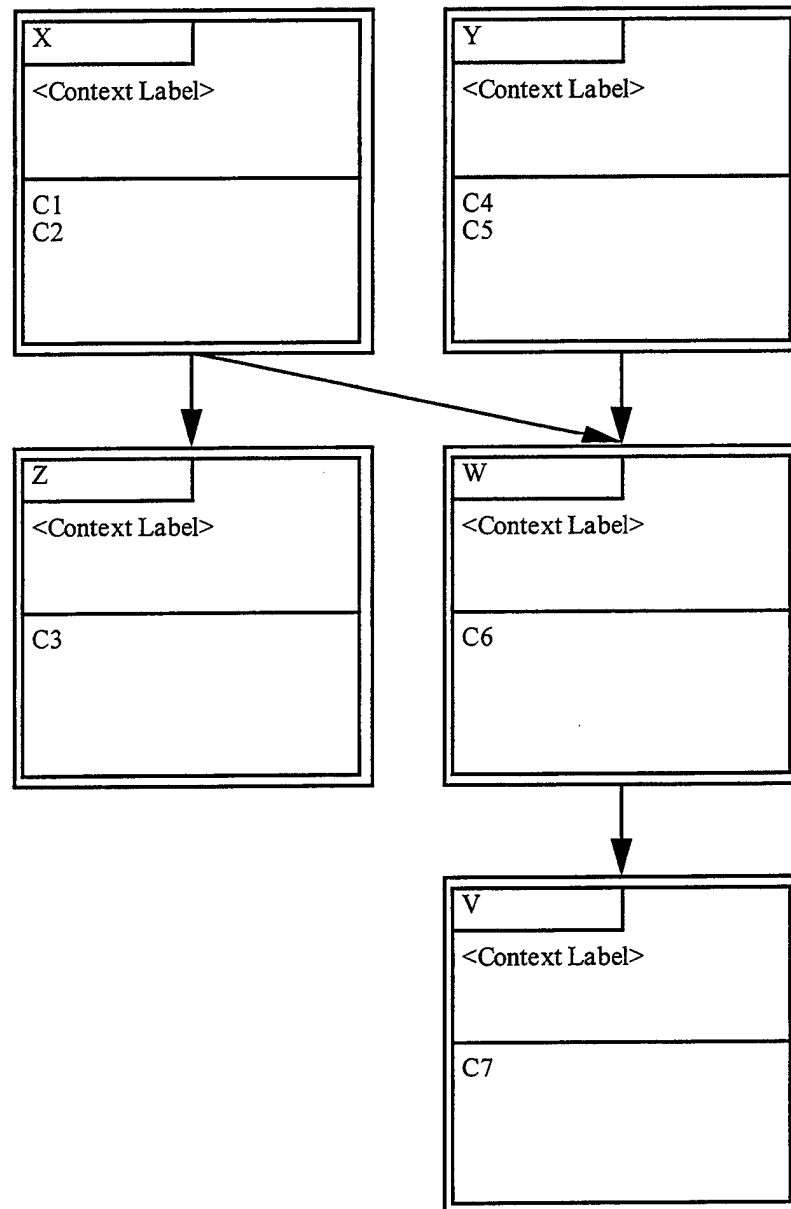 X
<Context Label>
C1
C2
Y
<Context Label>
C4
C5
Z
<Context Label>
C3
W
<Context Label>
C6
V
<Context Label>
C7